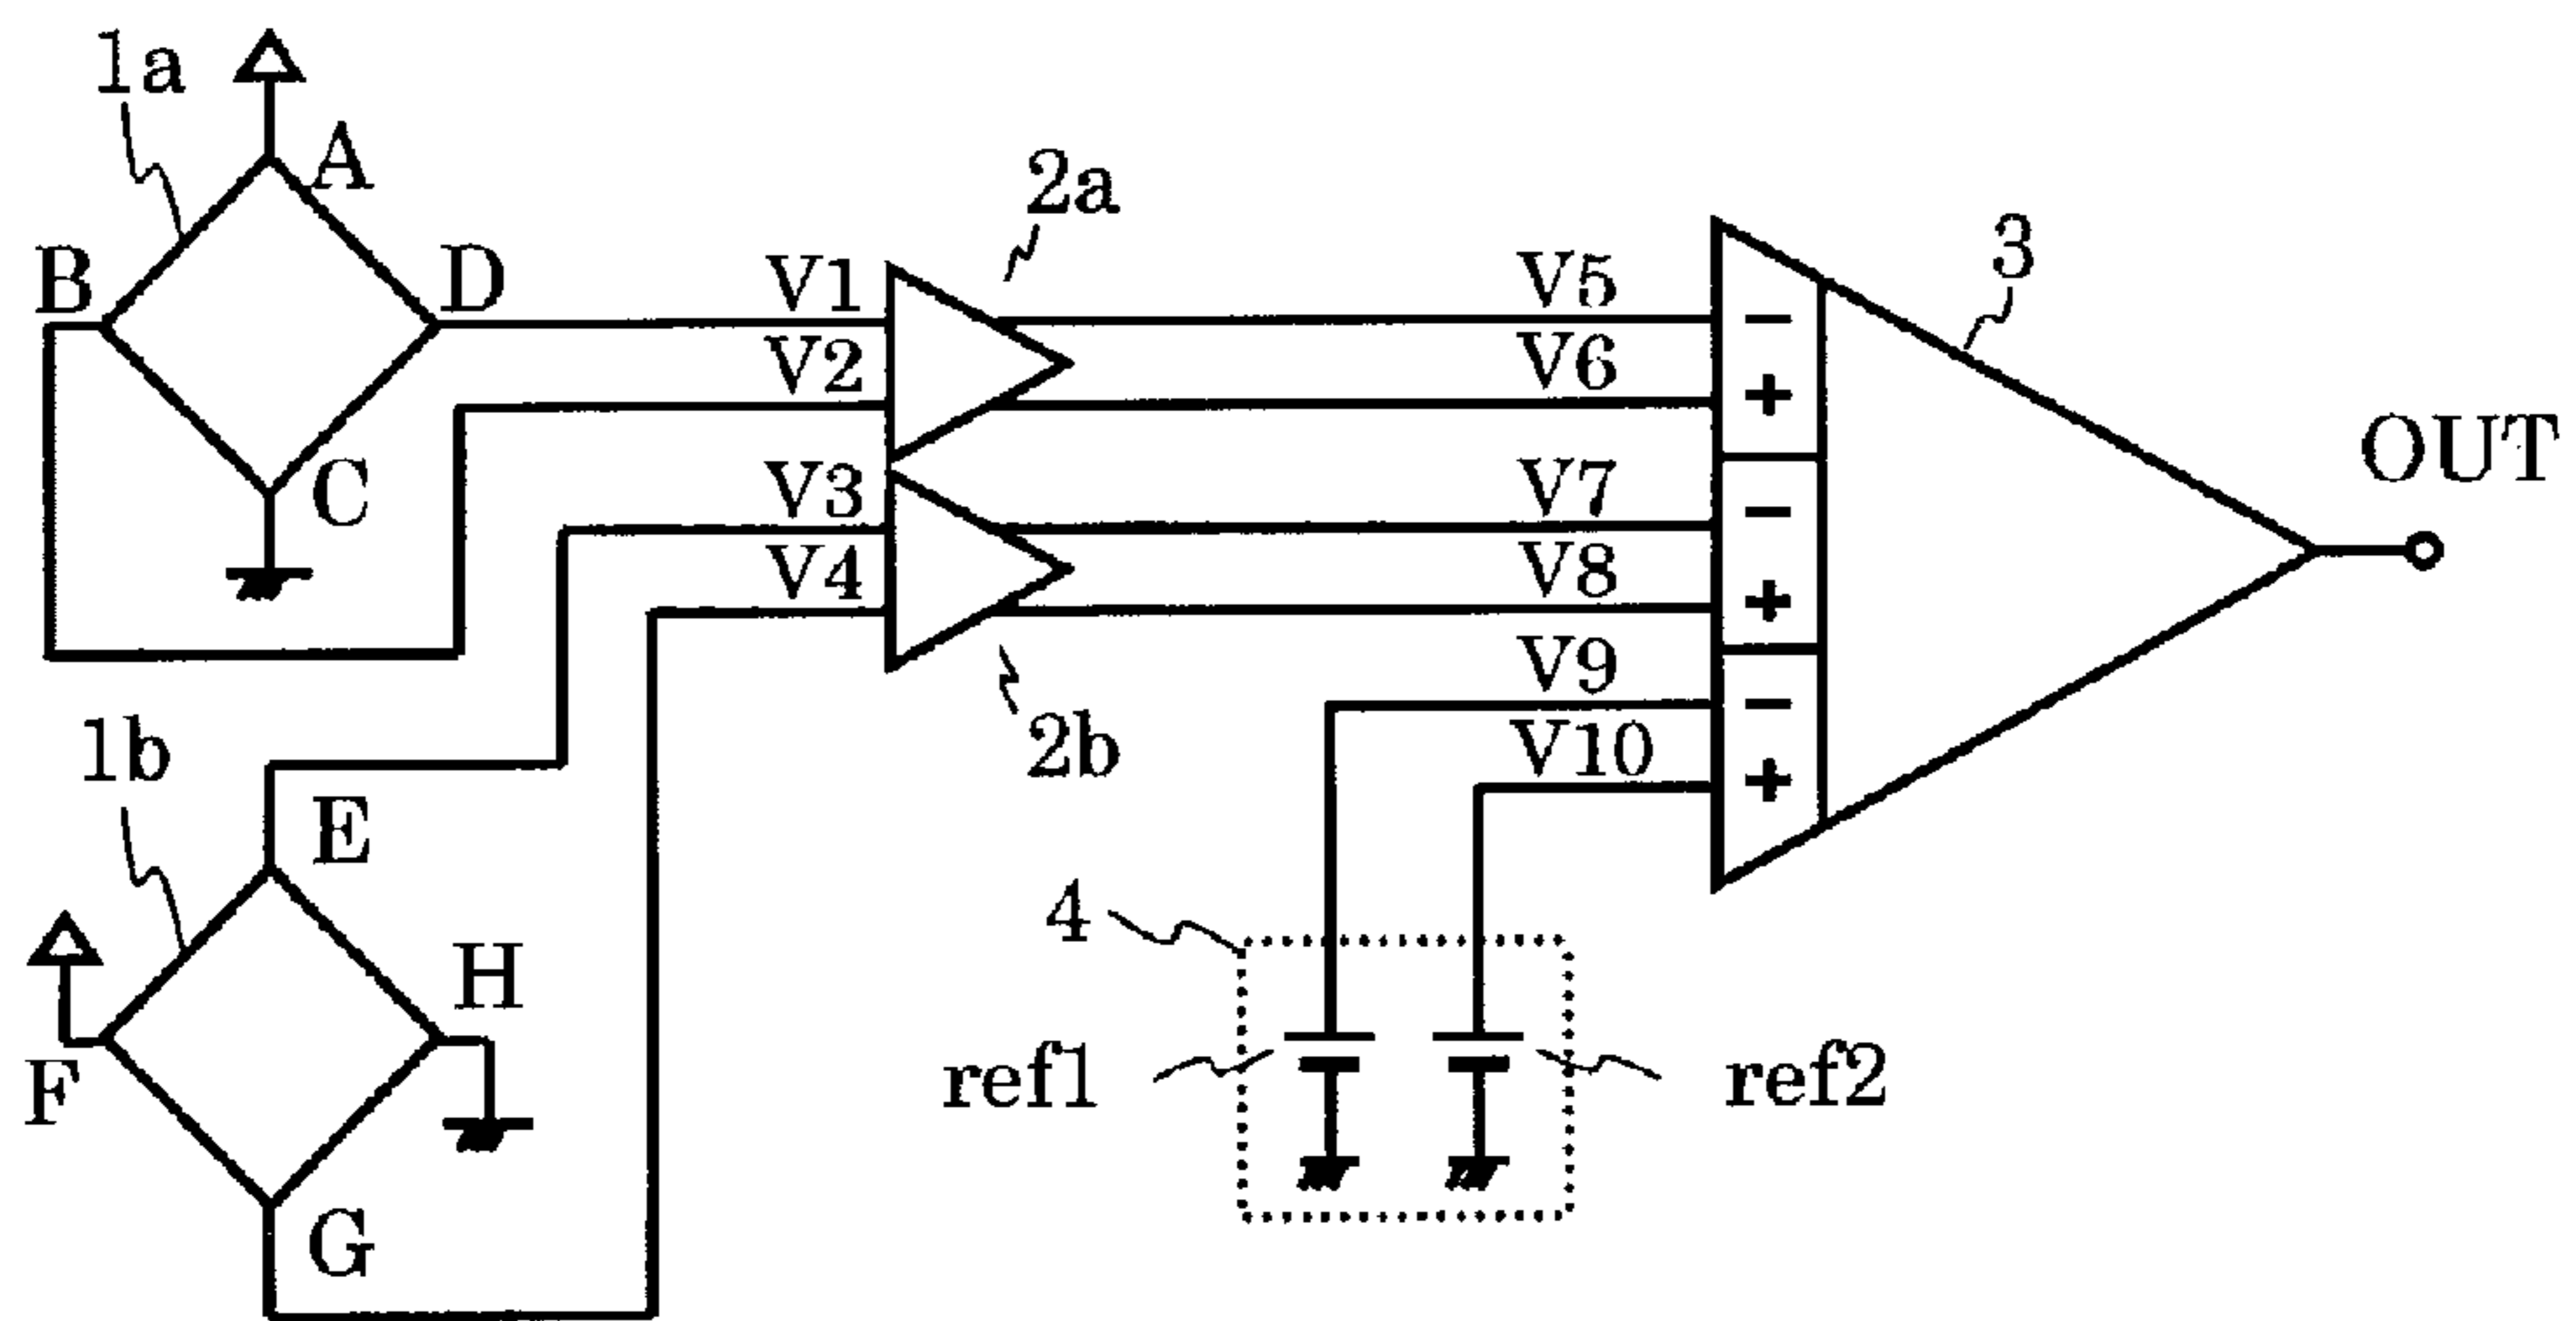 1a
A
B
D
C
2a
V1
V2
V3
V4
2b
V5
V6
V7
V8
V9
V10
−
+
−
+
−
+
3
OUT
1b
E
F
H
G
4
ref1
ref2